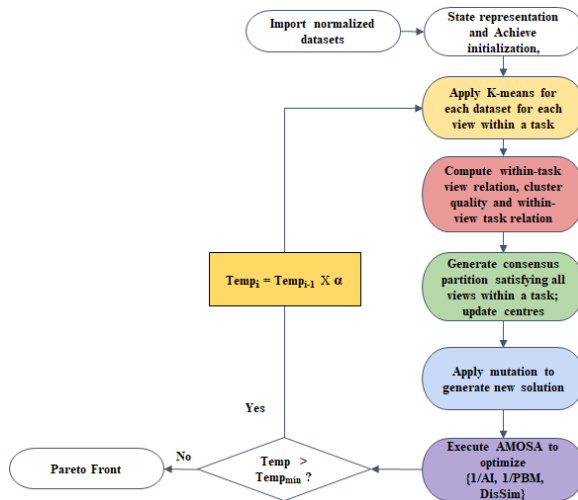 Import normalized
datasets
State representation
and Achieve
initialization,
Apply K-means for
each dataset for each
view within a task
Compute within-task
view relation, cluster
quality and within-
view task relation
Generate consensus
partition satisfying all
views within a task;
update centres
Apply mutation to
generate new solution
Execute AMOSA to
optimize
{1/AI, 1/PBM,
DisSim}
Temp >
Tempmin ?
Yes
Tempi = Tempi-1 X α
No
Pareto Front